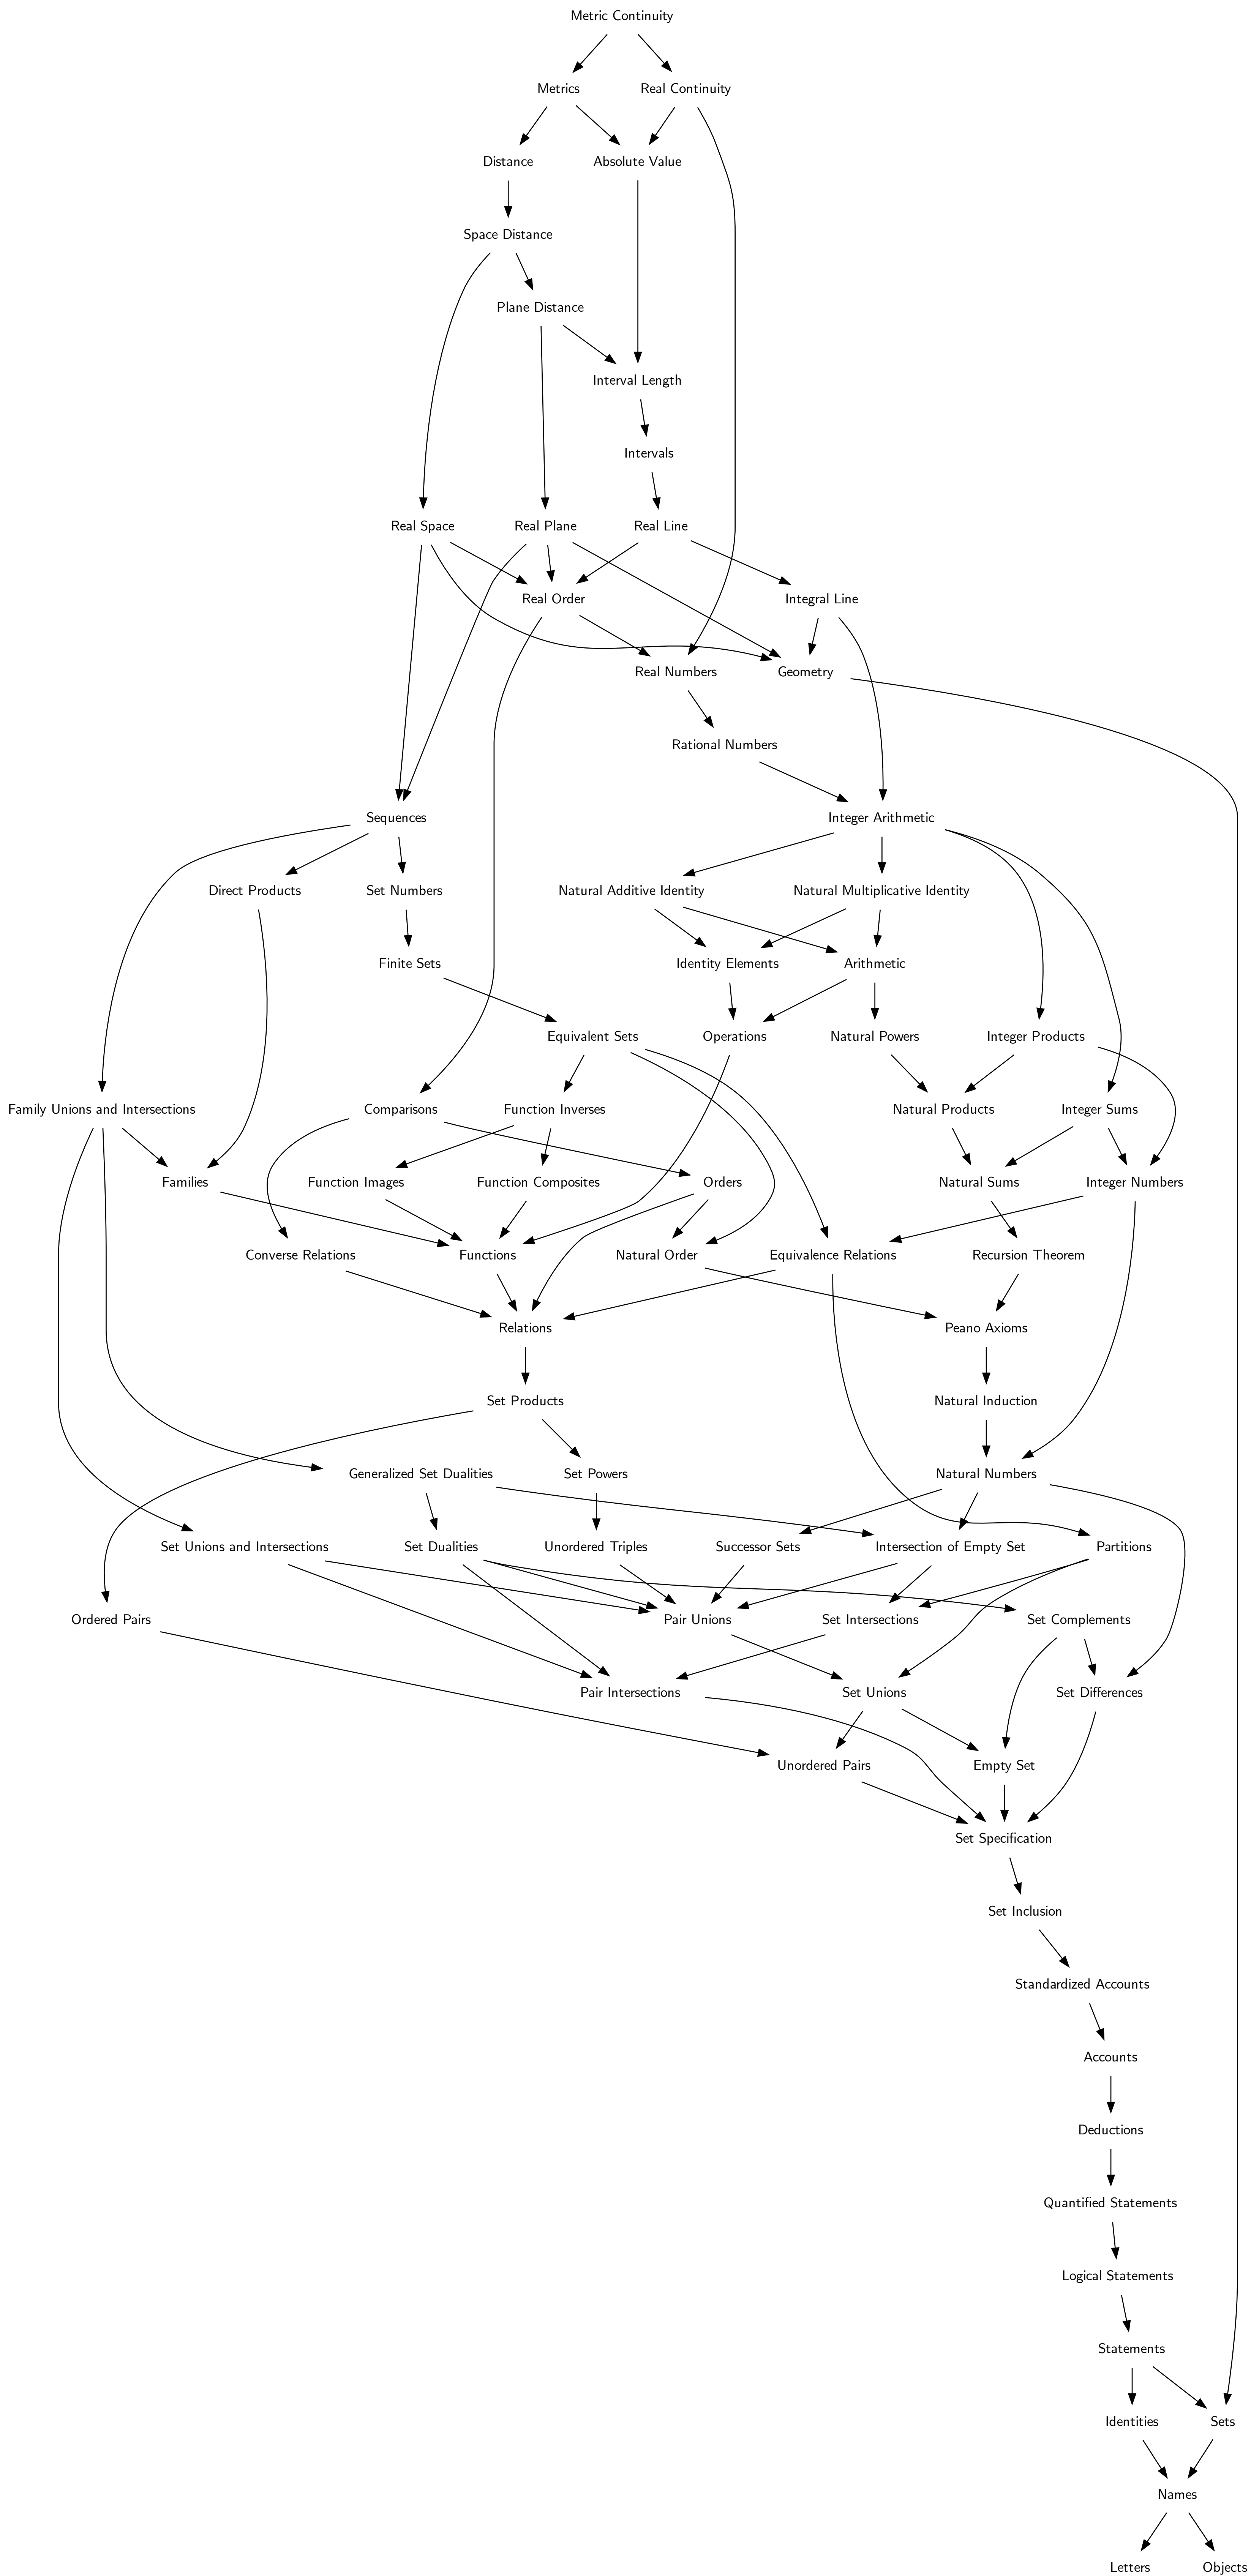 Metric Continuity
Metrics
Real Continuity
Distance
Absolute Value
Space Distance
Plane Distance
Interval Length
Intervals
Real Space
Real Plane
Real Line
Real Order
Integral Line
Real Numbers
Geometry
Rational Numbers
Sequences
Integer Arithmetic
Direct Products
Set Numbers
Natural Additive Identity
Natural Multiplicative Identity
Finite Sets
Identity Elements
Arithmetic
Equivalent Sets
Operations
Natural Powers
Integer Products
Family Unions and Intersections
Comparisons
Function Inverses
Natural Products
Integer Sums
Families
Function Images
Function Composites
Orders
Natural Sums
Integer Numbers
Converse Relations
Functions
Natural Order
Equivalence Relations
Recursion Theorem
Relations
Peano Axioms
Set Products
Natural Induction
Generalized Set Dualities
Set Powers
Natural Numbers
Set Unions and Intersections
Set Dualities
Unordered Triples
Successor Sets
Intersection of Empty Set
Partitions
Ordered Pairs
Pair Unions
Set Intersections
Set Complements
Pair Intersections
Set Unions
Set Differences
Unordered Pairs
Empty Set
Set Specification
Set Inclusion
Standardized Accounts
Accounts
Deductions
Quantified Statements
Logical Statements
Statements
Identities
Sets
Names
Letters
Objects